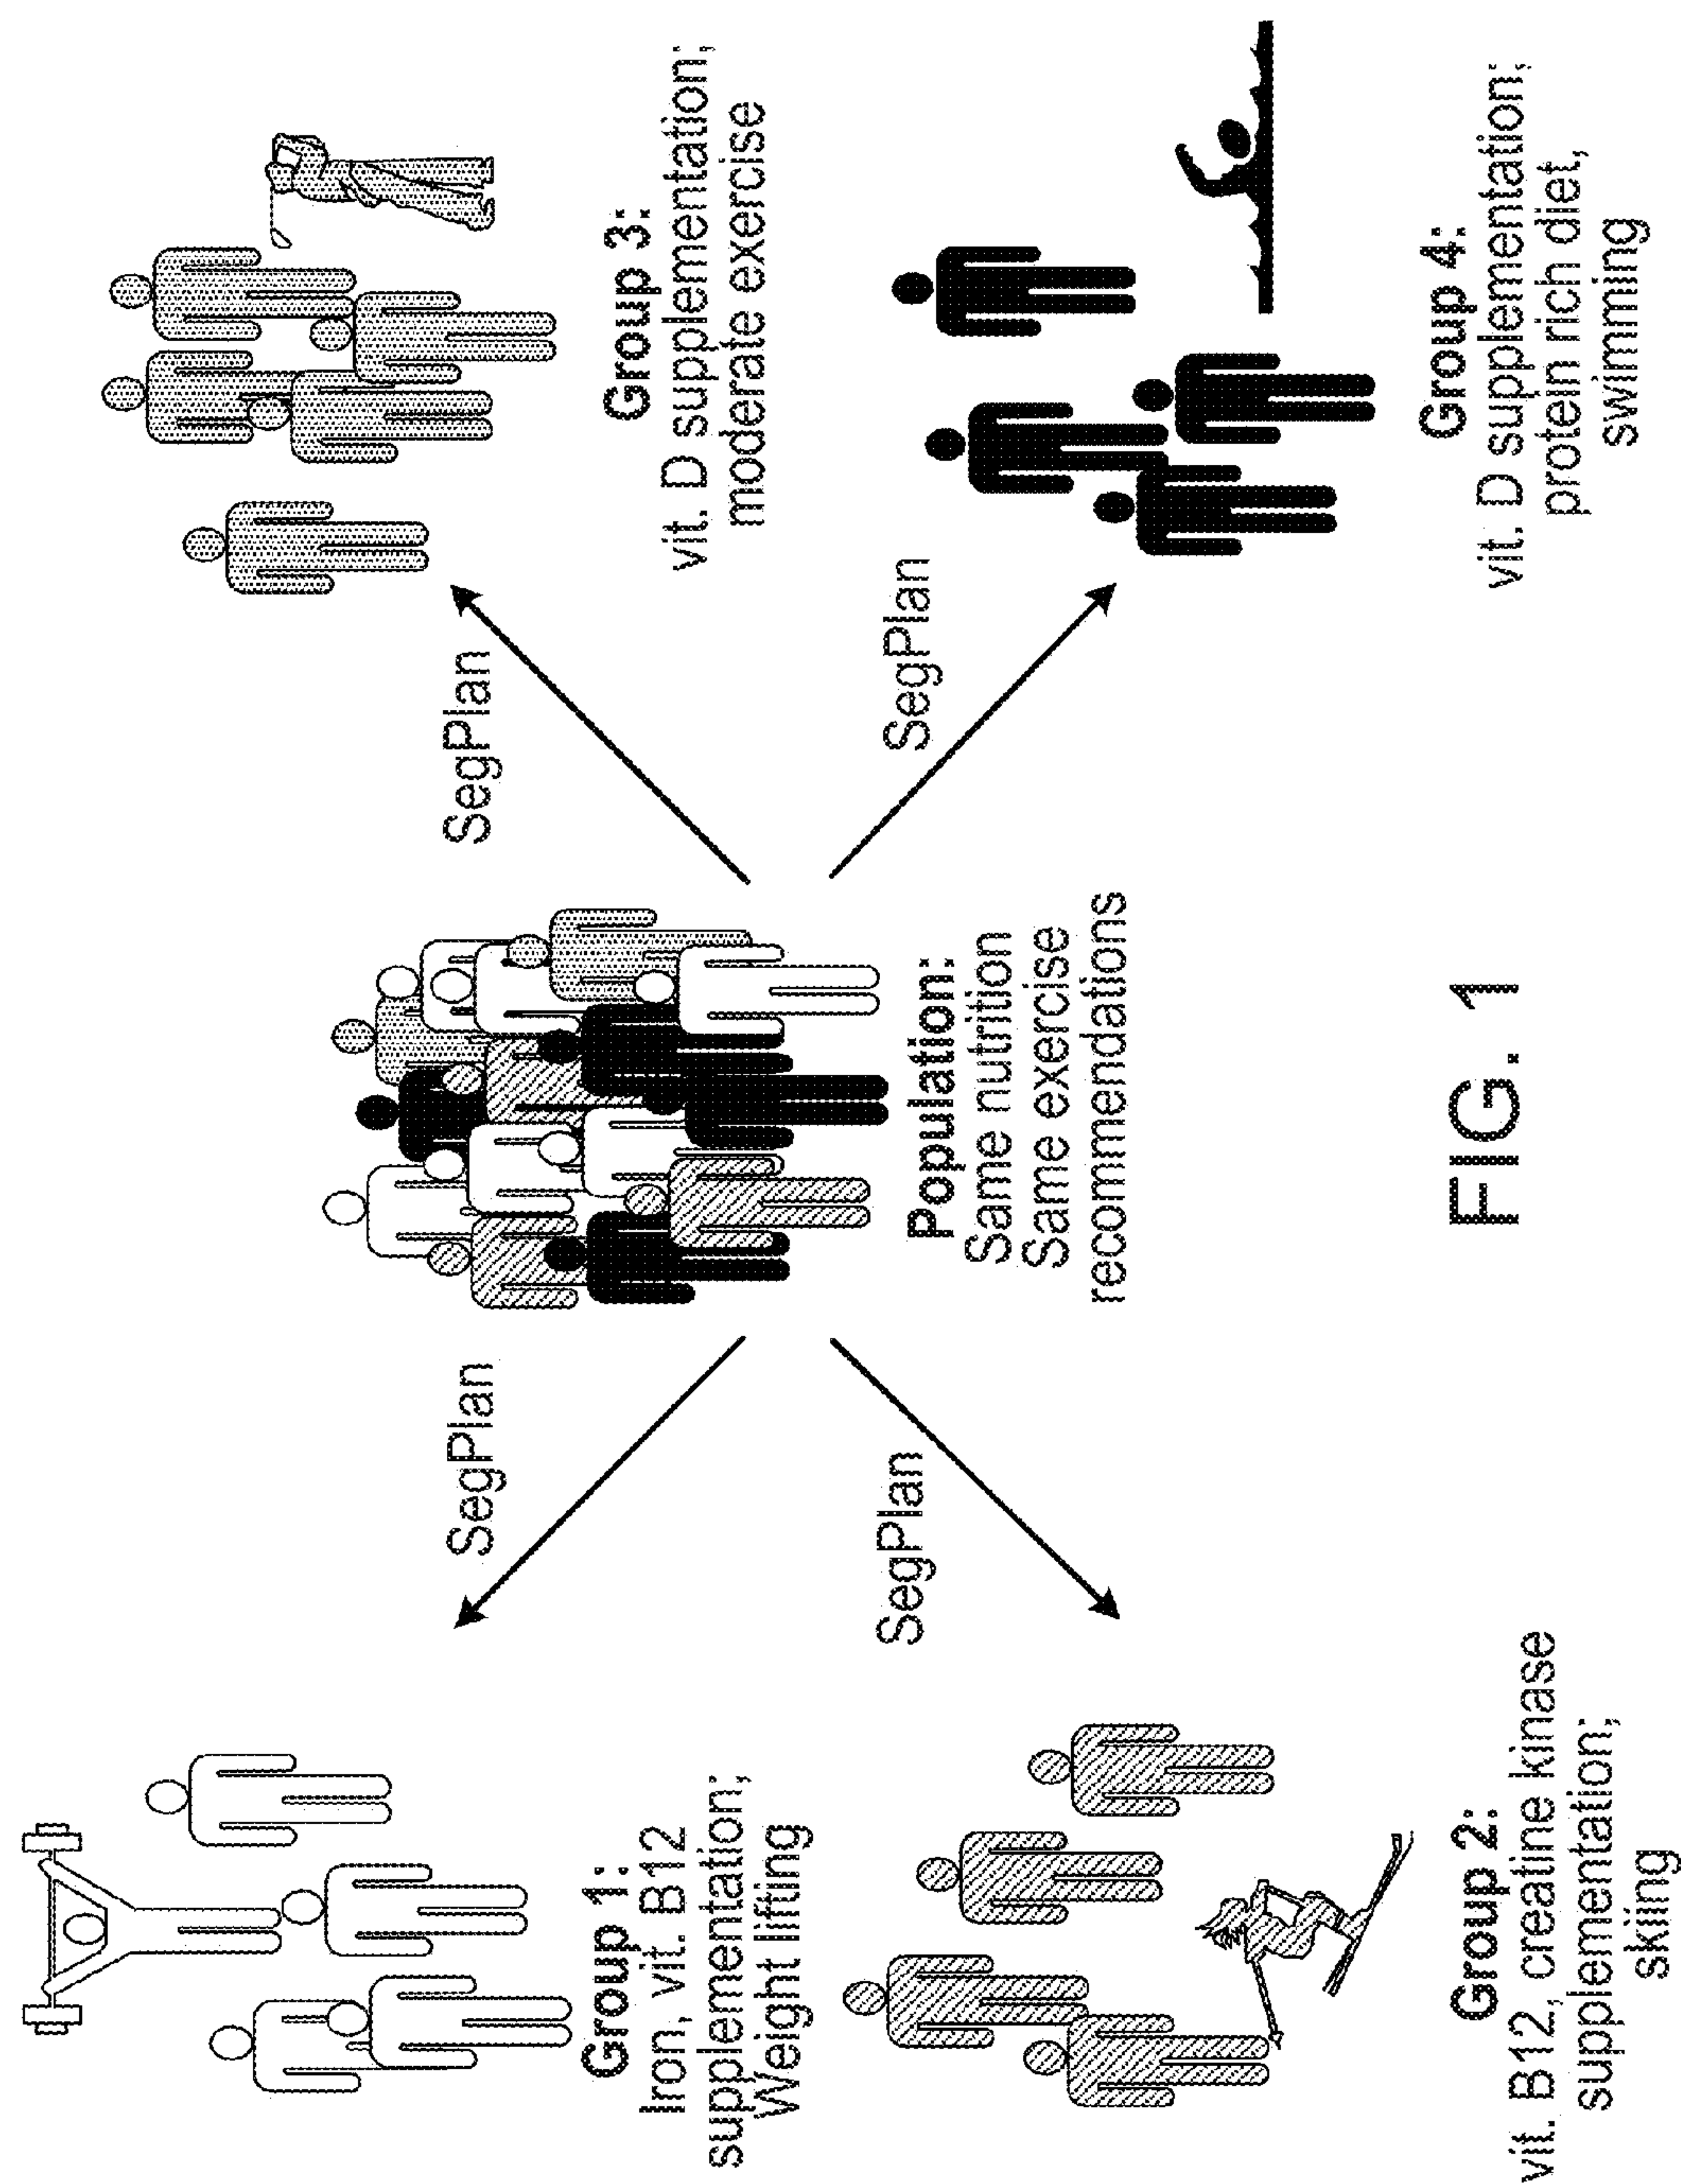 SegPlan
SegPlan
Group 1:
Iron, vit. B12
supplementation;
Weight lifting
Group 3:
vit. D supplementation;
moderate exercise
Population:
Same nutrition
Same exercise
recommendations
SegPlan
SegPlan
Group 2:
vit. B12, creatine kinase
supplementation;
skiing
Group 4:
vit. D supplementation;
protein rich diet,
swimming
FIG. 1